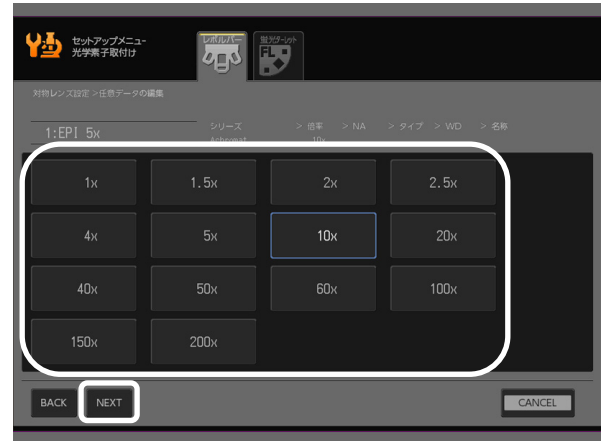 セットアップメニュー
光学素子取付け
レボルバー
蛍光ターレット
FL
対物レンズ設定 >任意データの編集
1:EPI 5x
シリーズ > 倍率 > NA > タイプ > WD > 名称
Achromat 10x
1x 1.5x 2x 2.5x
4x 5x 10x 20x
40x 50x 60x 100x
150x 200x
BACK NEXT CANCEL